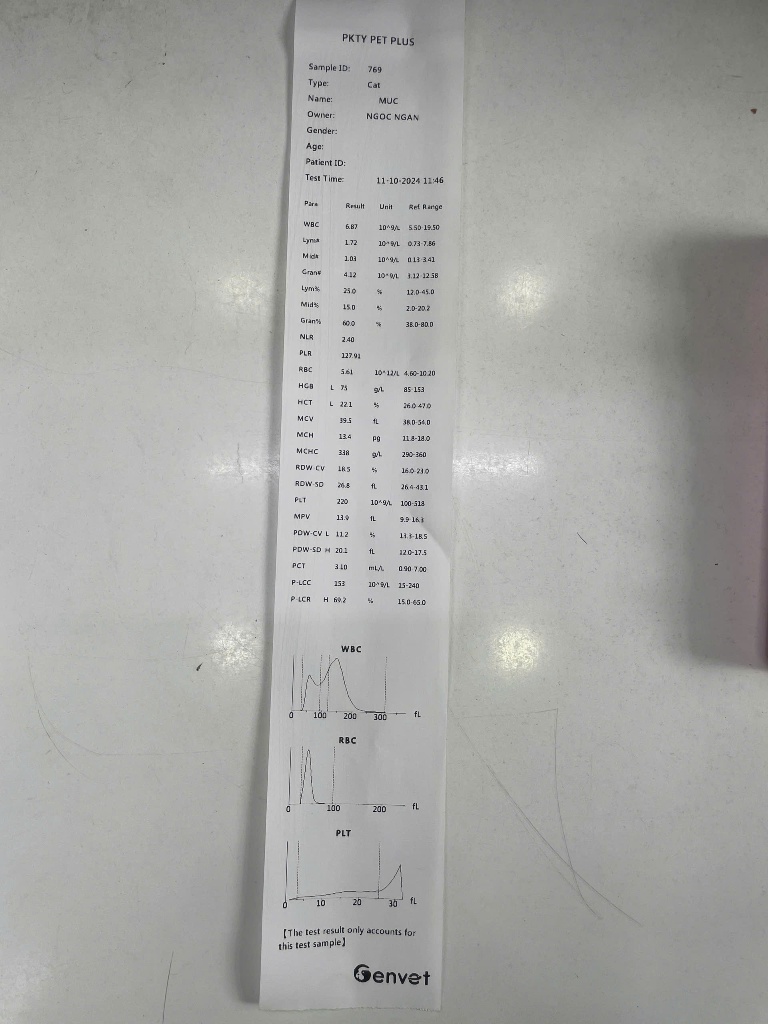 PKTY PET PLUS
Sample ID: 769
Type: Cat
Name: MUC
Owner: NGOC NGAN
Gender:
Age:
Patient ID:
Test Time: 11-10-2024 11:46
Para Result Unit Ref. Range
WBC 6.87 10^9/L 5.50-19.50
Lym# 1.72 10^9/L 0.73-7.86
Mid# 1.03 10^9/L 0.13-3.41
Gran# 4.12 10^9/L 3.12-12.58
Lym% 25.0 % 12.0-45.0
Mid% 15.0 % 2.0-20.2
Gran% 60.0 % 38.0-80.0
NLR 2.40
PLR 127.91
RBC 5.61 10^12/L 4.60-10.20
HGB L 75 g/L 85-153
HCT L 22.1 % 26.0-47.0
MCV 39.5 fL 38.0-54.0
MCH 13.4 pg 11.8-18.0
MCHC 338 g/L 290-360
RDW-CV 18.5 % 16.0-23.0
RDW-SD 26.8 fL 26.4-43.1
PLT 220 10^9/L 100-518
MPV 13.9 fL 9.9-16.3
PDW-CV L 11.2 % 13.3-18.5
PDW-SD H 20.1 fL 12.0-17.5
PCT 3.10 mL/L 0.90-7.00
P-LCC 153 10^9/L 15-240
P-LCR H 69.2 % 15.0-65.0
WBC
0 100 200 300 fL
RBC
0 100 200 fL
PLT
0 10 20 30 fL
【The test result only accounts for
this test sample】
Genvet